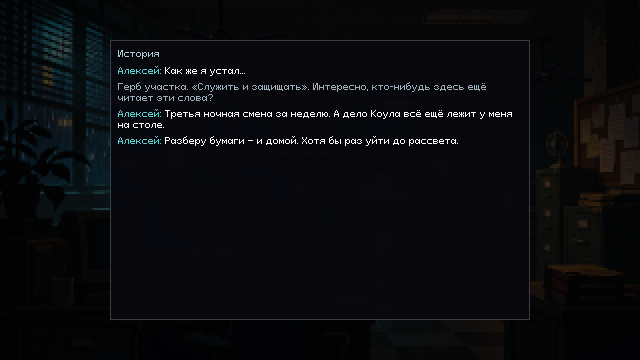 История
Алексей: Как же я устал...
Герб участка. «Служить и защищать». Интересно, кто-нибудь здесь ещё
читает эти слова?
Алексей: Третья ночная смена за неделю. А дело Коула всё ещё лежит у меня
на столе.
Алексей: Разберу бумаги – и домой. Хотя бы раз уйти до рассвета.